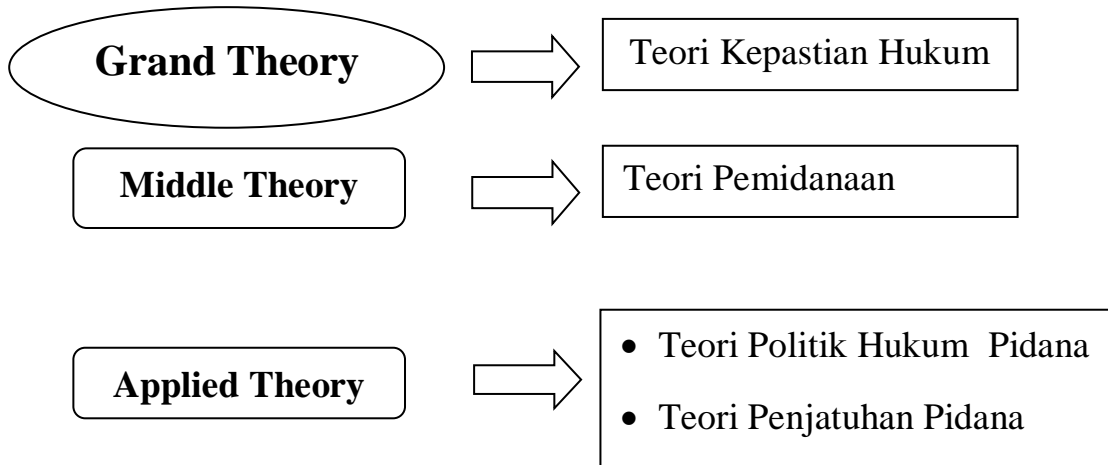 Grand Theory
Teori Kepastian Hukum
Middle Theory
Teori Pemidanaan
Applied Theory
• Teori Politik Hukum Pidana
• Teori Penjatuhan Pidana